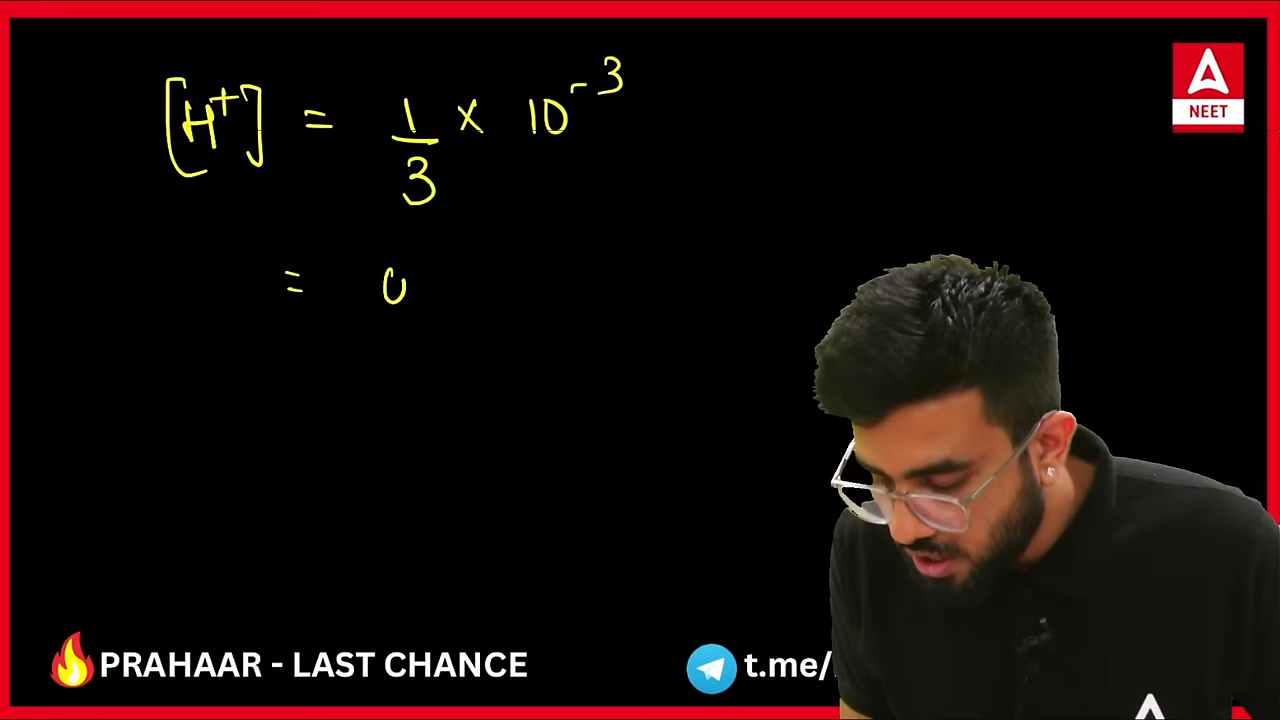 [H⁺] = 1/3 × 10⁻³
= 0
NEET
PRAHAAR - LAST CHANCE
t.me/